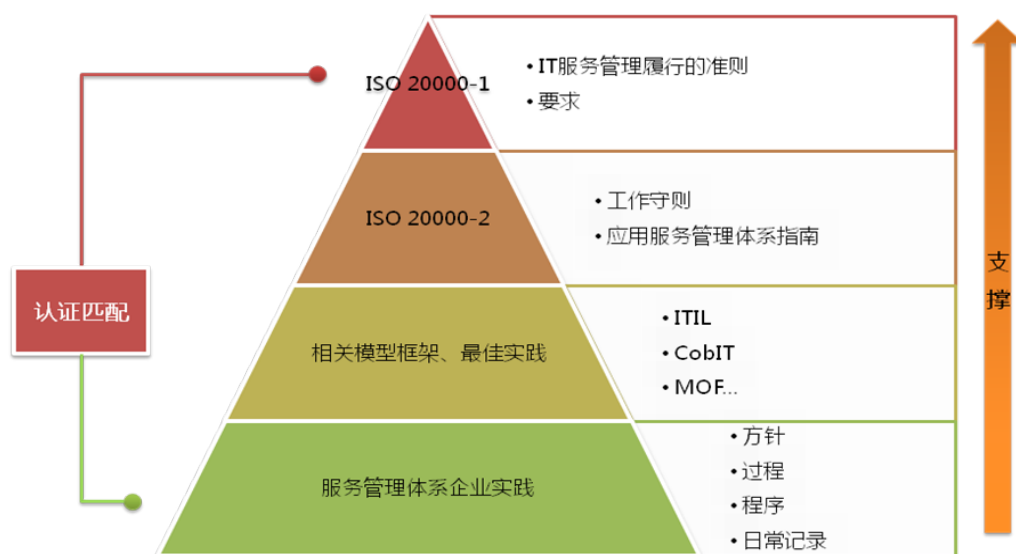 ISO 20000-1
• IT服务管理履行的准则
• 要求
ISO 20000-2
• 工作守则
• 应用服务管理体系指南
认证匹配
支
撑
相关模型框架、最佳实践
• ITIL
• CobIT
• MOF...
服务管理体系企业实践
• 方针
• 过程
• 程序
• 日常记录